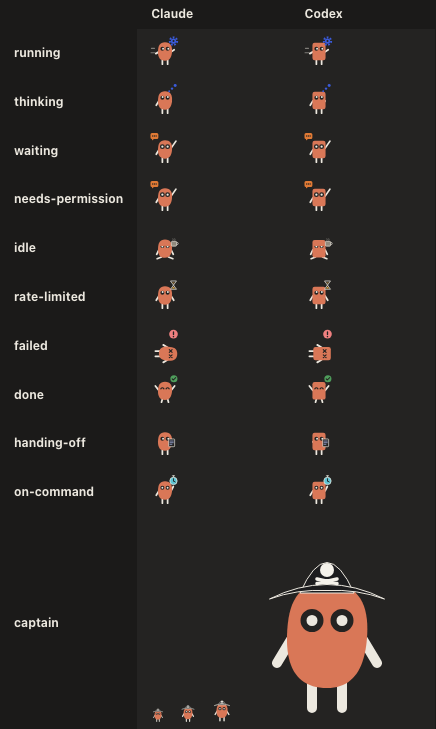 Claude Codex
running
thinking
waiting
needs-permission
idle
rate-limited
failed
done
handing-off
on-command
captain